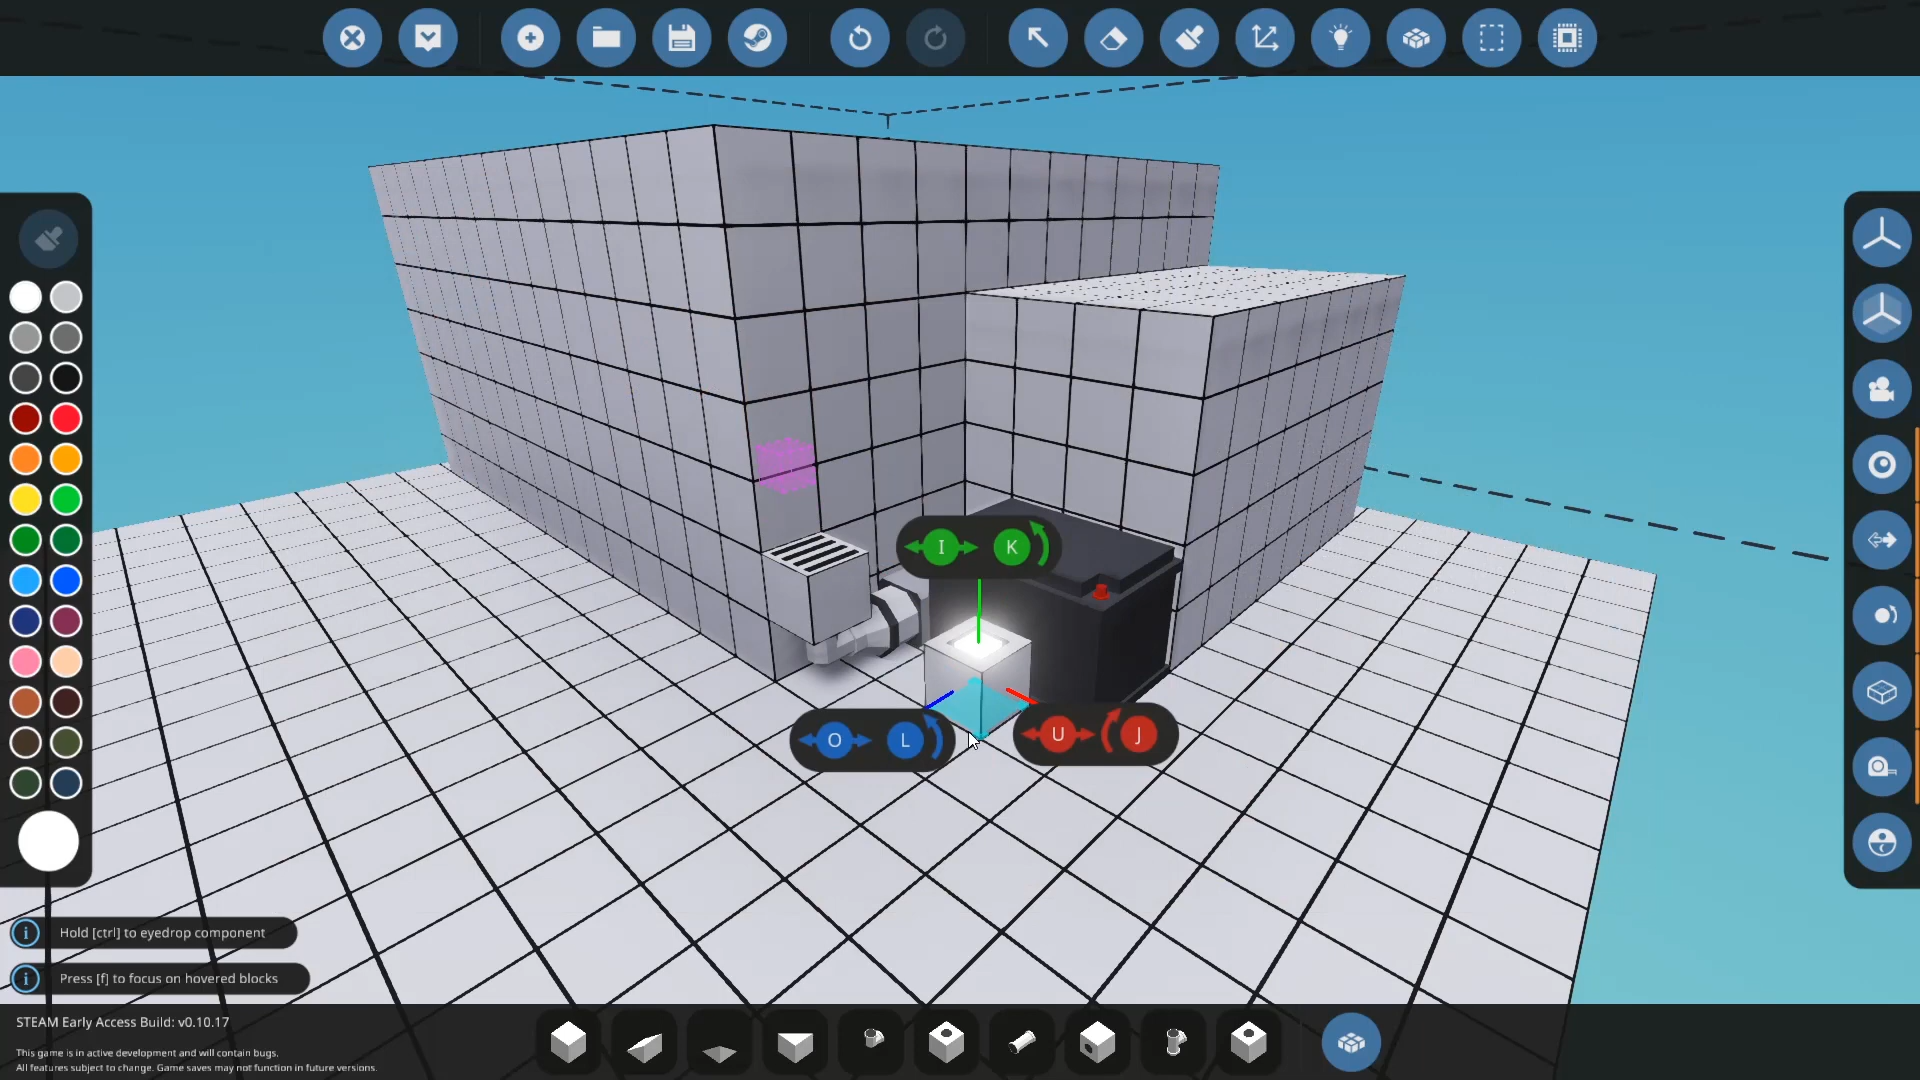 I
K
O
L
U
J
Hold [ctrl] to eyedrop component
Press [f] to focus on hovered blocks
STEAM Early Access Build: v0.10.17
This game is in active development and will contain bugs.
All features subject to change. Game saves may not function in future versions.